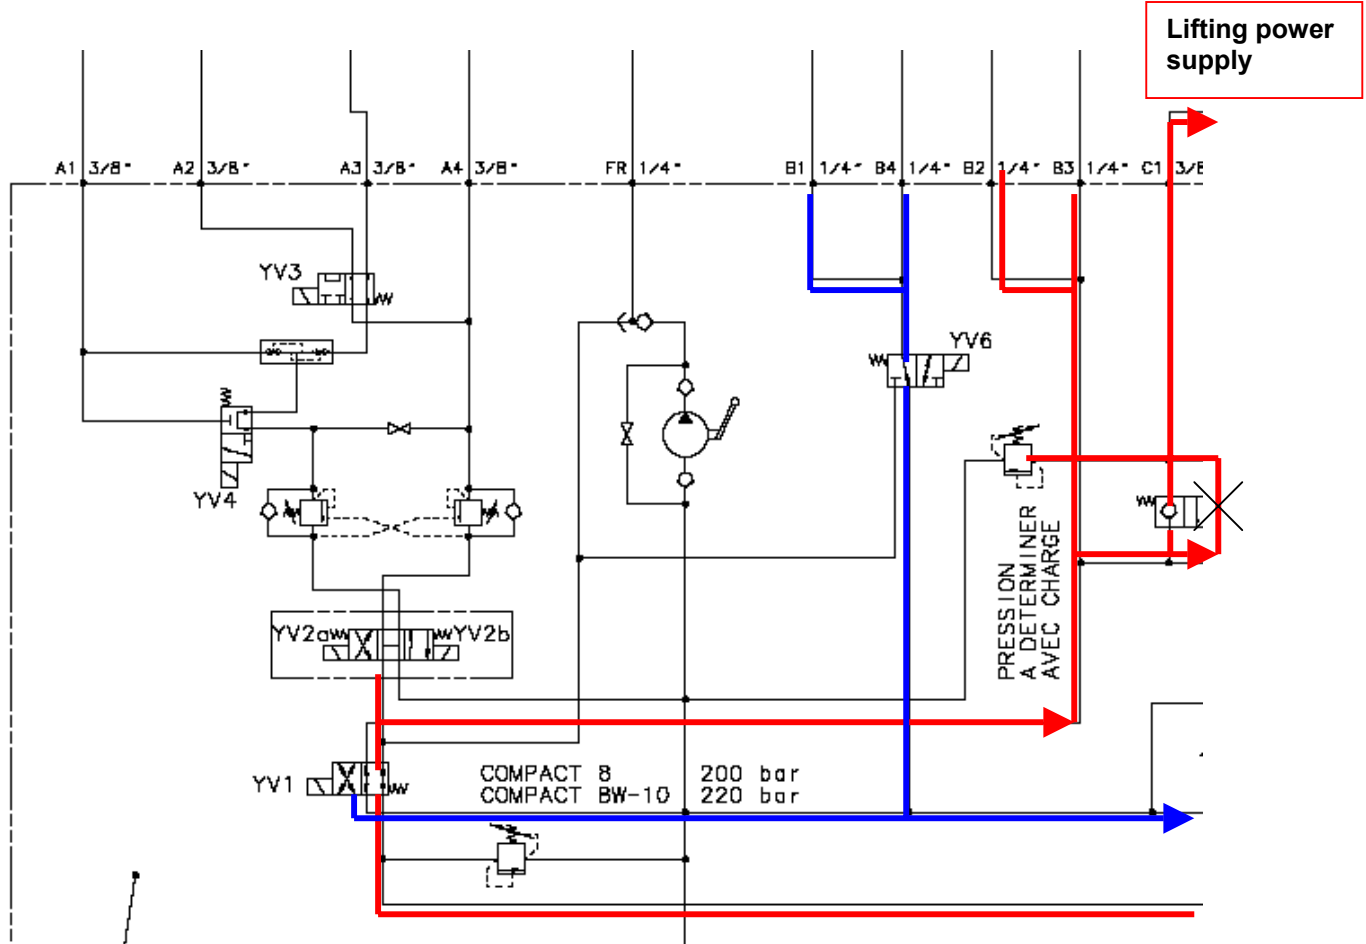 Lifting power
supply
A1 3/8" A2 3/8" A3 3/8" A4 3/8" FR 1/4" B1 1/4" B4 1/4" B2 1/4" B3 1/4" C1 3/8
YV3
YV6
YV4
PRESSION
A DETERMINER
AVEC CHARGE
YV2a YV2b
YV1
COMPACT 8 200 bar
COMPACT BW-10 220 bar